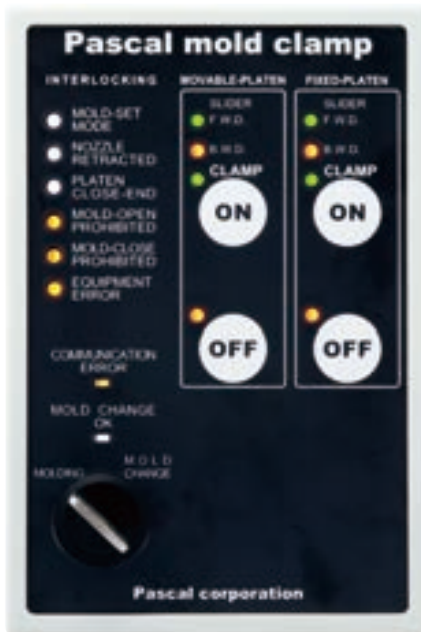 Pascal mold clamp
INTERLOCKING
MOLD-SET
MODE
NOZZLE
RETRACTED
PLATEN
CLOSE-END
MOLD-OPEN
PROHIBITED
MOLD-CLOSE
PROHIBITED
EQUIPMENT
ERROR
COMMUNICATION
ERROR
MOLD CHANGE
OK
MOLDING
MOLD
CHANGE
MOVABLE-PLATEN
SLIDER
F.W.D.
B.W.D.
CLAMP
ON
OFF
FIXED-PLATEN
SLIDER
F.W.D.
B.W.D.
CLAMP
ON
OFF
Pascal corporation